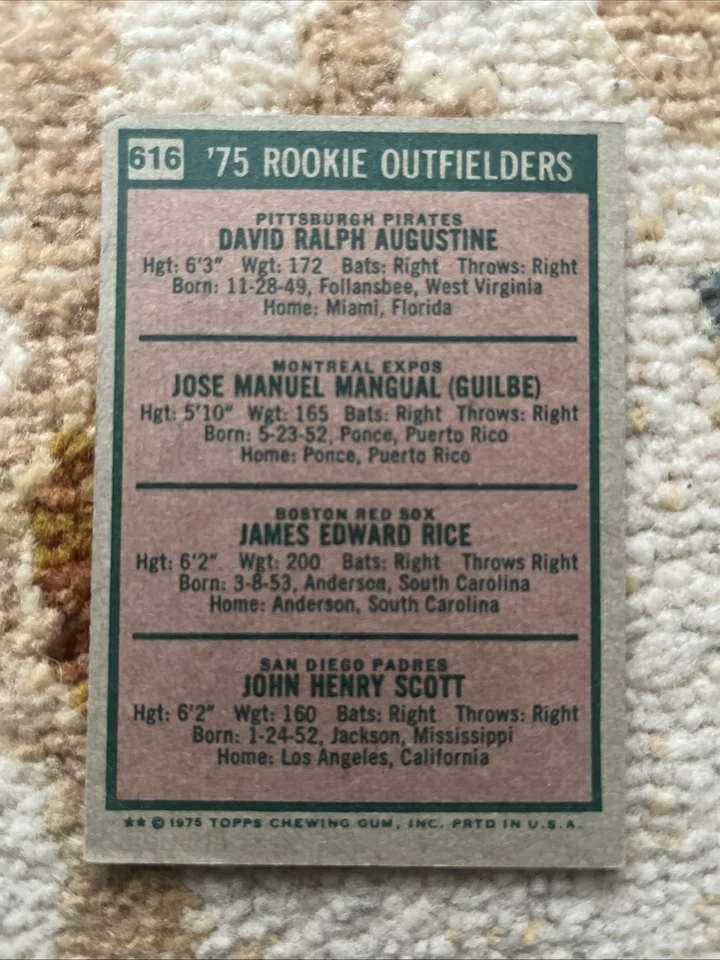 616 '75 ROOKIE OUTFIELDERS
PITTSBURGH PIRATES
DAVID RALPH AUGUSTINE
Hgt: 6'3" Wgt: 172 Bats: Right Throws: Right
Born: 11-28-49, Follansbee, West Virginia
Home: Miami, Florida
MONTREAL EXPOS
JOSE MANUEL MANGUAL (GUILBE)
Hgt: 5'10" Wgt: 165 Bats: Right Throws: Right
Born: 5-23-52, Ponce, Puerto Rico
Home: Ponce, Puerto Rico
BOSTON RED SOX
JAMES EDWARD RICE
Hgt: 6'2" Wgt: 200 Bats: Right Throws Right
Born: 3-8-53, Anderson, South Carolina
Home: Anderson, South Carolina
SAN DIEGO PADRES
JOHN HENRY SCOTT
Hgt: 6'2" Wgt: 160 Bats: Right Throws: Right
Born: 1-24-52, Jackson, Mississippi
Home: Los Angeles, California
★★ © 1975 TOPPS CHEWING GUM, INC. PRTD IN U.S.A.